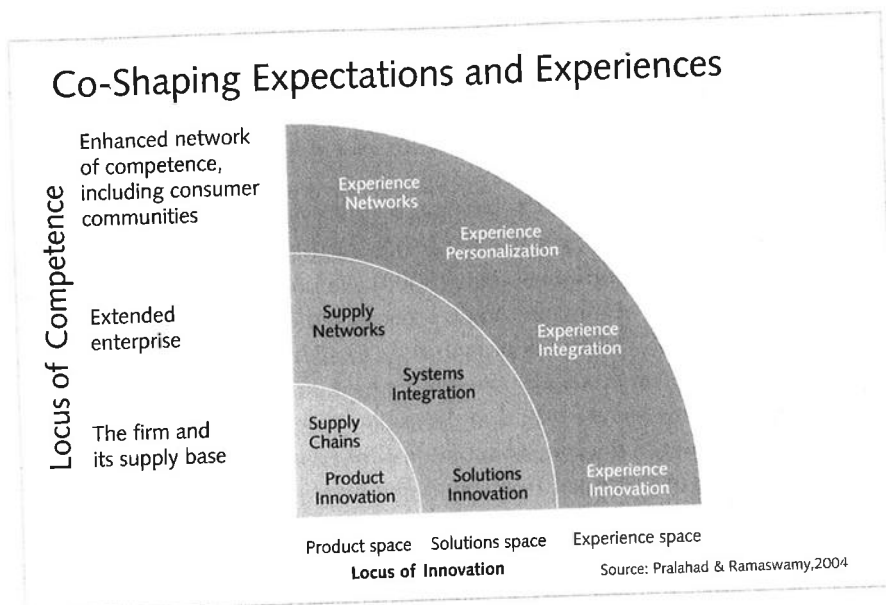 Co-Shaping Expectations and Experiences
Locus of Competence
Enhanced network
of competence,
including consumer
communities
Extended
enterprise
The firm and
its supply base
Experience
Networks
Experience
Personalization
Experience
Integration
Experience
Innovation
Supply
Networks
Systems
Integration
Solutions
Innovation
Supply
Chains
Product
Innovation
Product space
Solutions space
Experience space
Locus of Innovation
Source: Pralahad & Ramaswamy,2004